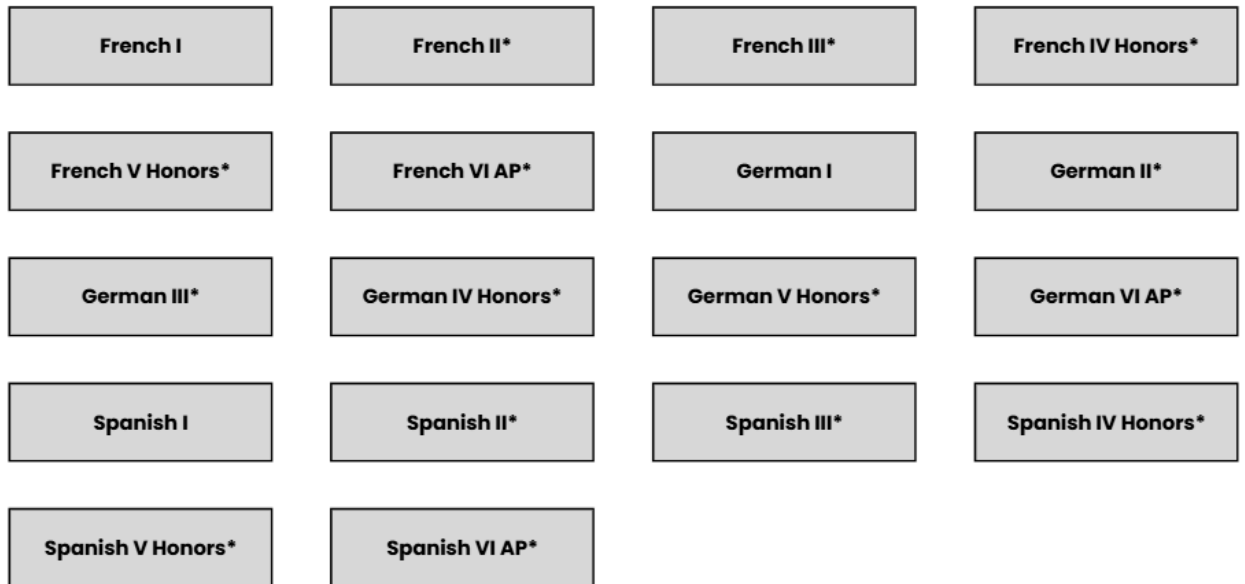 French I
French II*
French III*
French IV Honors*
French V Honors*
French VI AP*
German I
German II*
German III*
German IV Honors*
German V Honors*
German VI AP*
Spanish I
Spanish II*
Spanish III*
Spanish IV Honors*
Spanish V Honors*
Spanish VI AP*